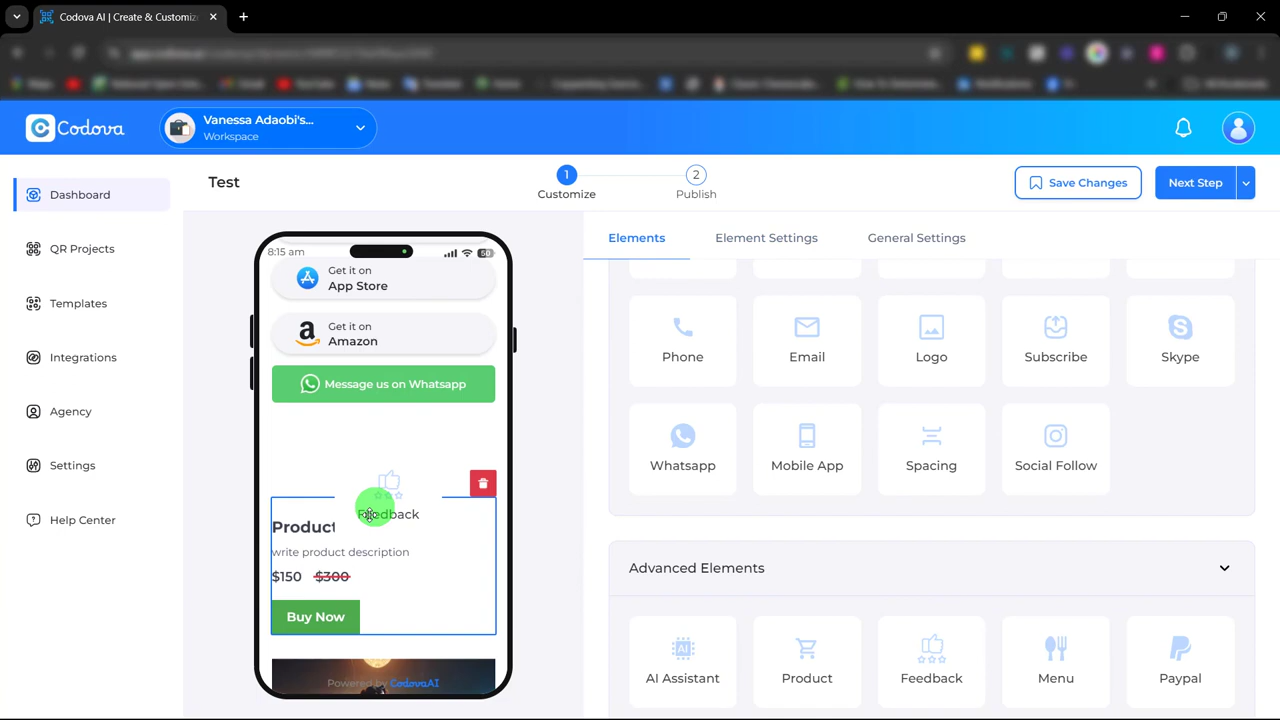 Codova AI | Create & Customiz
Codova
Vanessa Adaobi's...
Workspace
Test
1
Customize
2
Publish
Save Changes
Next Step
Dashboard
QR Projects
Templates
Integrations
Agency
Settings
Help Center
8:15 am
50
Get it on
App Store
Get it on
Amazon
Message us on Whatsapp
Feedback
Product
write product description
$150 $300
Buy Now
Powered by CodovaAI
Elements
Element Settings
General Settings
Phone
Email
Logo
Subscribe
Skype
Whatsapp
Mobile App
Spacing
Social Follow
Advanced Elements
AI Assistant
Product
Feedback
Menu
Paypal